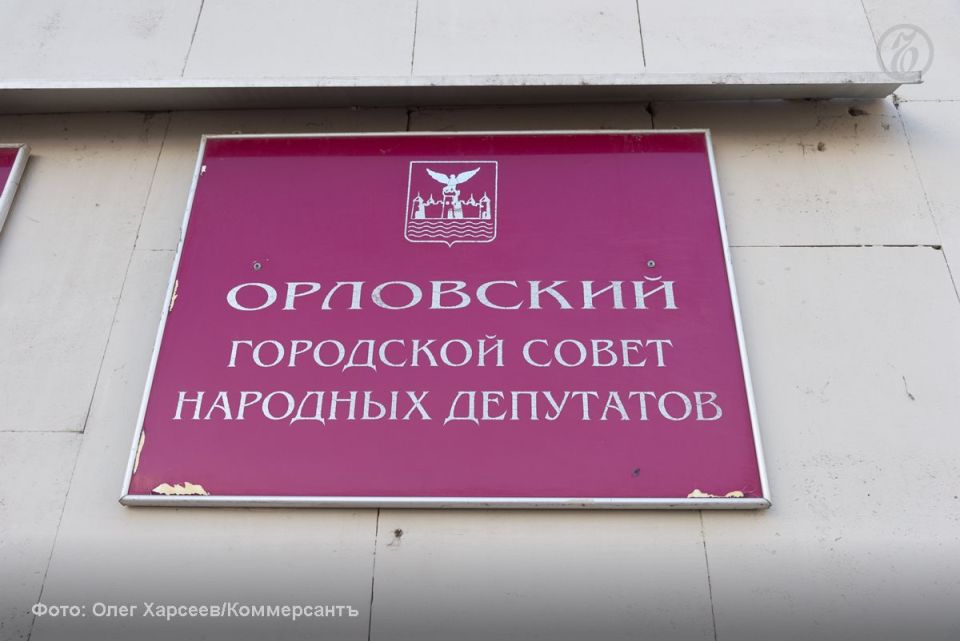 ОРЛОВСКИЙ
ГОРОДСКОЙ СОВЕТ
НАРОДНЫХ ДЕПУТАТОВ
Фото: Олег Харсеев/Коммерсантъ